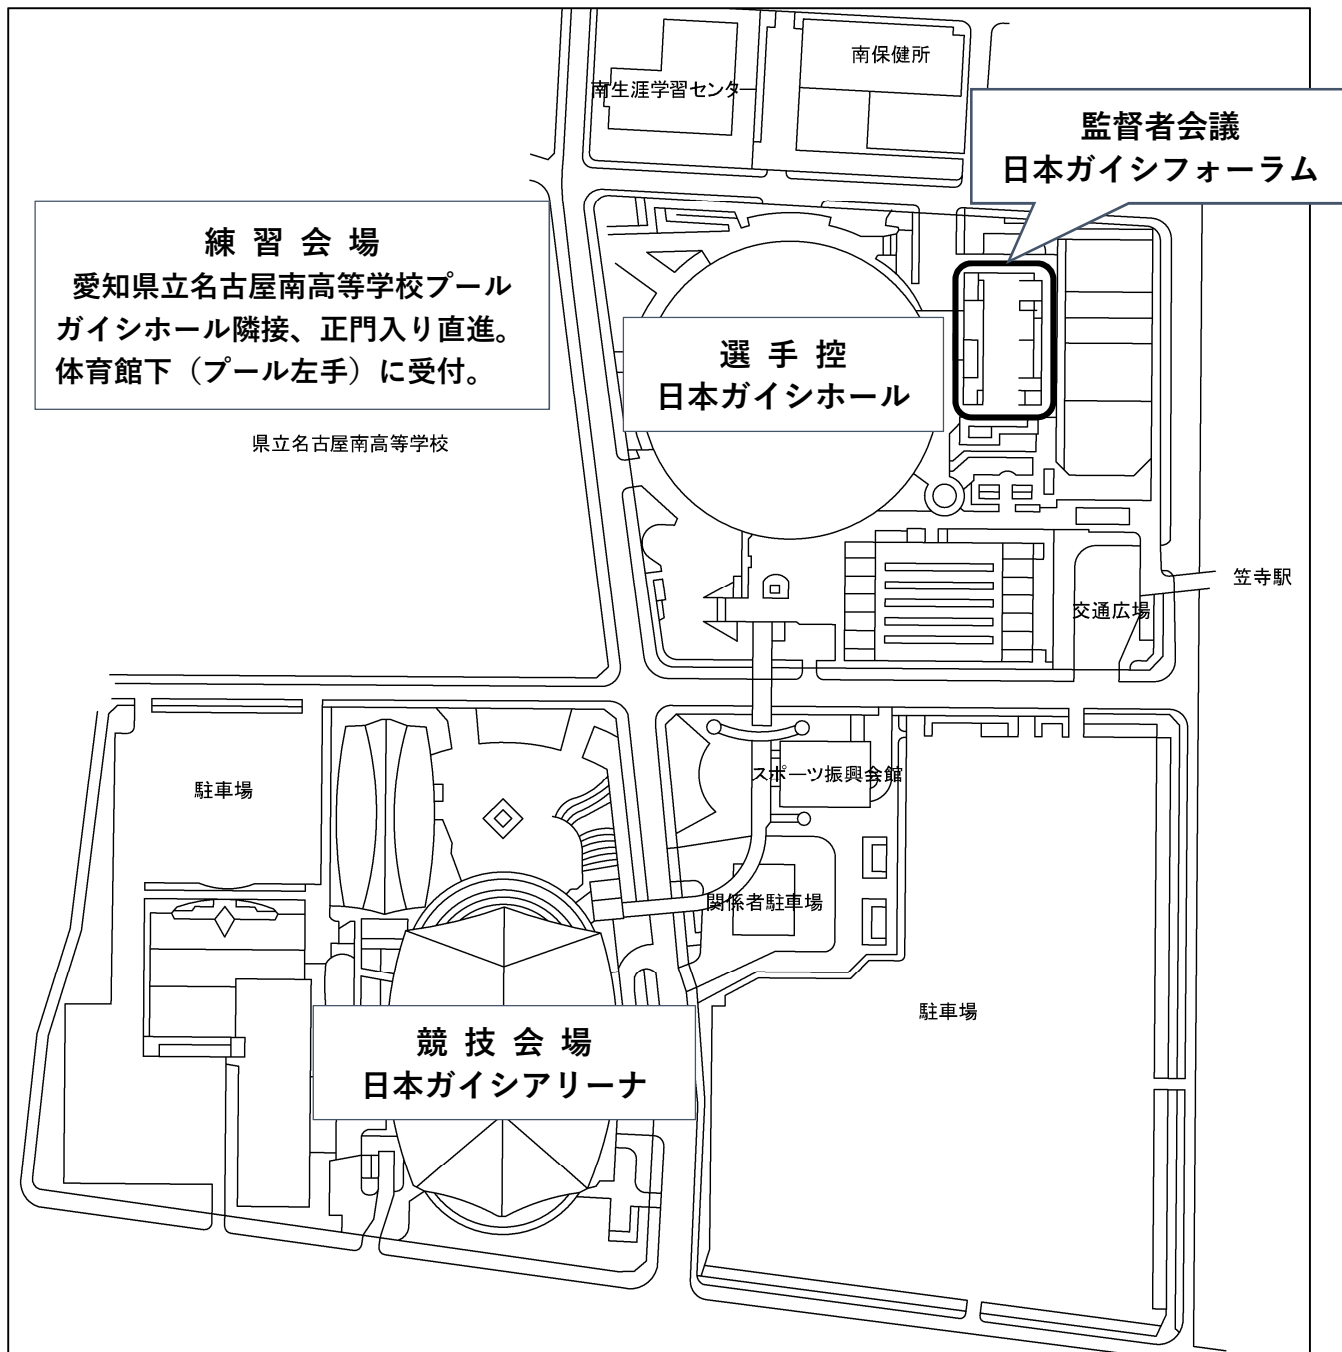 南保健所
南生涯学習センター
監督者会議
日本ガイシフォーラム
練習会場
愛知県立名古屋南高等学校プール
ガイシホール隣接、正門入り直進。
体育館下（プール左手）に受付。
選手控
日本ガイシホール
県立名古屋南高等学校
笠寺駅
交通広場
スポーツ振興会館
駐車場
関係者駐車場
駐車場
競技会場
日本ガイシアリーナ